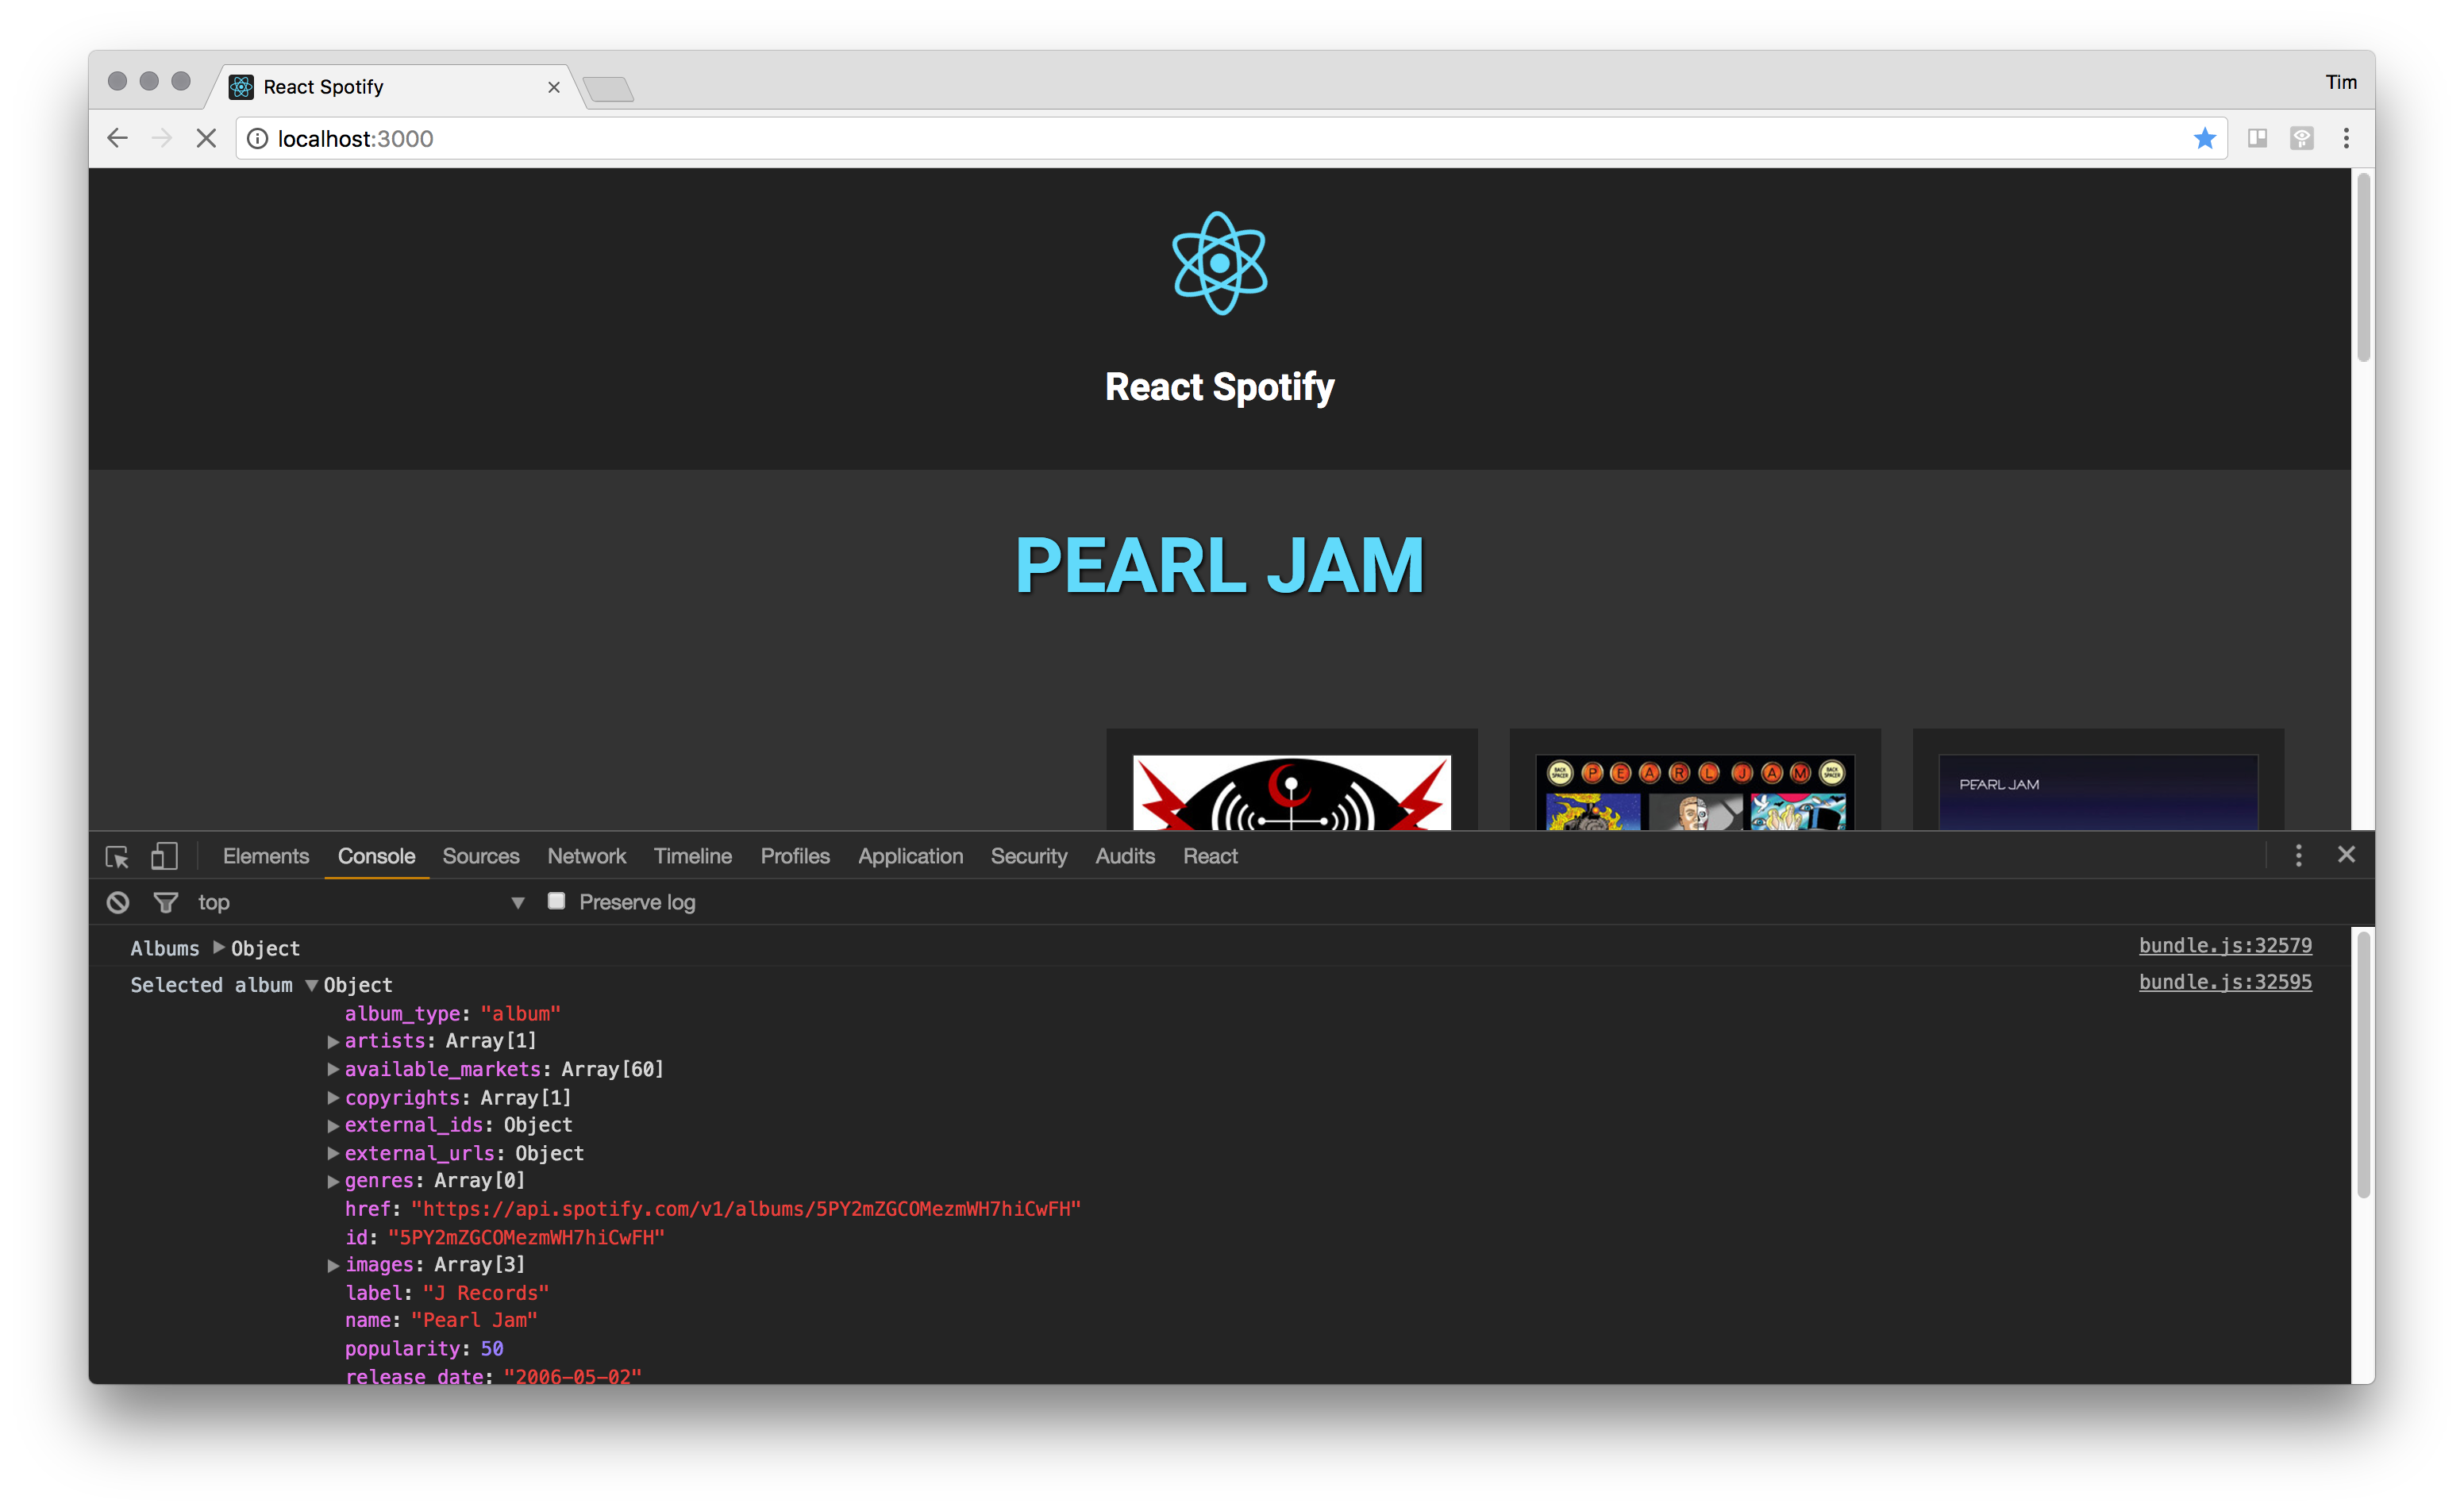 React Spotify
Tim
localhost:3000
React Spotify
PEARL JAM
BACK SPACER P E A R L J A M BACK SPACER
PEARL JAM
Elements Console Sources Network Timeline Profiles Application Security Audits React
top Preserve log
Albums Object bundle.js:32579
Selected album Object bundle.js:32595
album_type: "album"
artists: Array[1]
available_markets: Array[60]
copyrights: Array[1]
external_ids: Object
external_urls: Object
genres: Array[0]
href: "https://api.spotify.com/v1/albums/5PY2mZGCOMezmWH7hiCwFH"
id: "5PY2mZGCOMezmWH7hiCwFH"
images: Array[3]
label: "J Records"
name: "Pearl Jam"
popularity: 50
release_date: "2006-05-02"